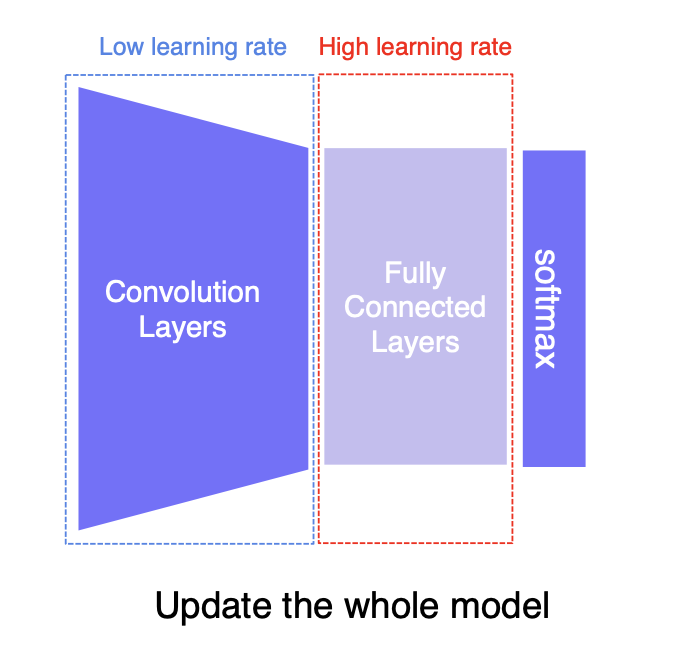 Low learning rate
High learning rate
Convolution
Layers
Fully
Connected
Layers
softmax
Update the whole model